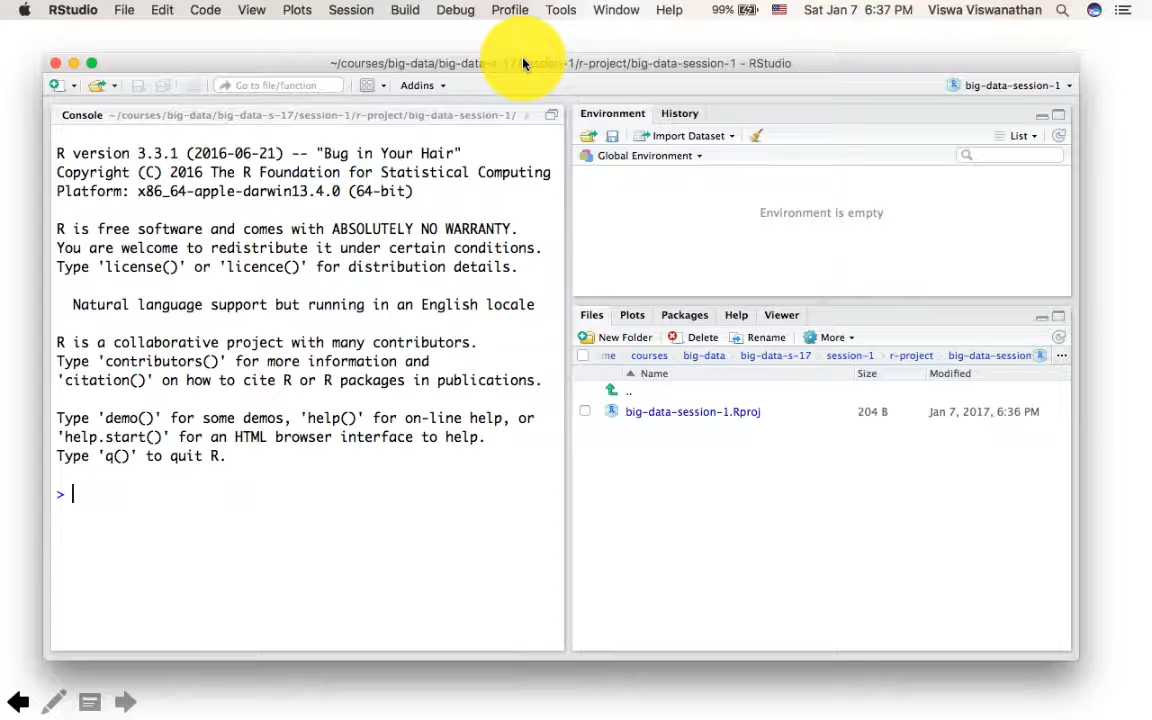 RStudio File Edit Code View Plots Session Build Debug Profile Tools Window Help 99% Sat Jan 7 6:37 PM Viswa Viswanathan
~/courses/big-data/big-data-s-17/session-1/r-project/big-data-session-1 - RStudio
Go to file/function Addins big-data-session-1
Console ~/courses/big-data/big-data-s-17/session-1/r-project/big-data-session-1/
R version 3.3.1 (2016-06-21) -- "Bug in Your Hair"
Copyright (C) 2016 The R Foundation for Statistical Computing
Platform: x86_64-apple-darwin13.4.0 (64-bit)
R is free software and comes with ABSOLUTELY NO WARRANTY.
You are welcome to redistribute it under certain conditions.
Type 'license()' or 'licence()' for distribution details.
Natural language support but running in an English locale
R is a collaborative project with many contributors.
Type 'contributors()' for more information and
'citation()' on how to cite R or R packages in publications.
Type 'demo()' for some demos, 'help()' for on-line help, or
'help.start()' for an HTML browser interface to help.
Type 'q()' to quit R.
>
Environment History
Import Dataset List
Global Environment
Environment is empty
Files Plots Packages Help Viewer
New Folder Delete Rename More
me courses big-data big-data-s-17 session-1 r-project big-data-session ...
Name Size Modified
..
big-data-session-1.Rproj 204 B Jan 7, 2017, 6:36 PM